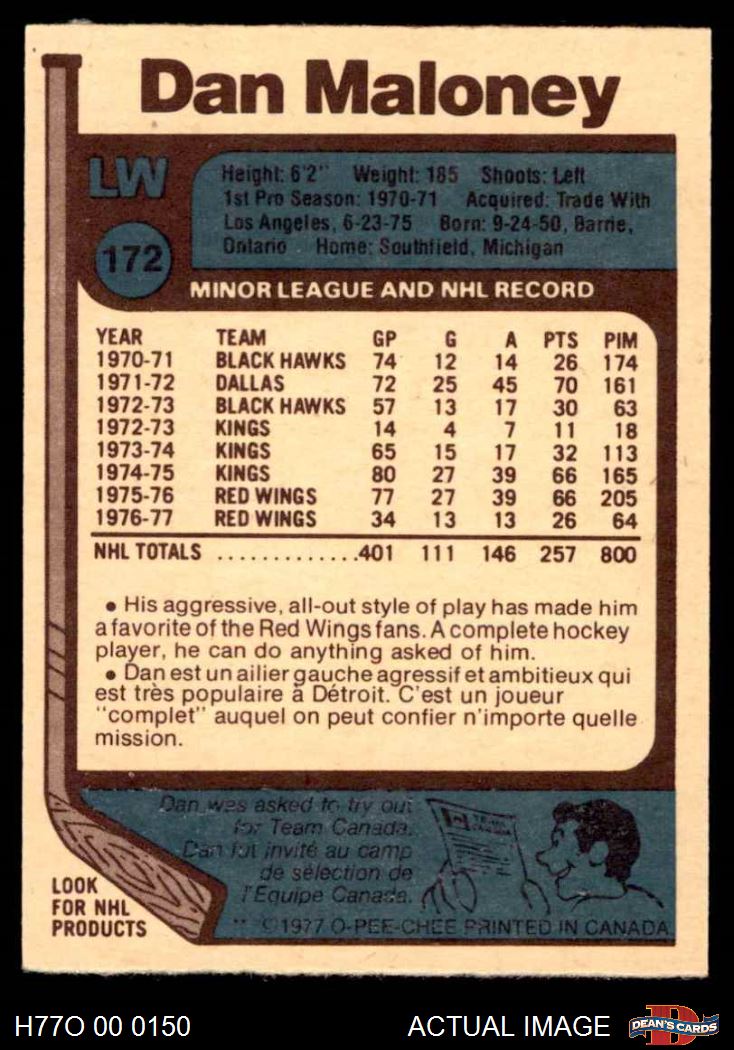 Dan Maloney
LW
172
Height: 6'2" Weight: 185 Shoots: Left
1st Pro Season: 1970-71 Acquired: Trade With
Los Angeles, 6-23-75 Born: 9-24-50, Barrie,
Ontario Home: Southfield, Michigan
MINOR LEAGUE AND NHL RECORD
YEAR TEAM GP G A PTS PIM
1970-71 BLACK HAWKS 74 12 14 26 174
1971-72 DALLAS 72 25 45 70 161
1972-73 BLACK HAWKS 57 13 17 30 63
1972-73 KINGS 14 4 7 11 18
1973-74 KINGS 65 15 17 32 113
1974-75 KINGS 80 27 39 66 165
1975-76 RED WINGS 77 27 39 66 205
1976-77 RED WINGS 34 13 13 26 64
NHL TOTALS .............401 111 146 257 800
• His aggressive, all-out style of play has made him
a favorite of the Red Wings fans. A complete hockey
player, he can do anything asked of him.
• Dan est un ailier gauche agressif et ambitieux qui
est très populaire à Détroit. C'est un joueur
"complet" auquel on peut confier n'importe quelle
mission.
Dan was asked to try out
for Team Canada.
Dan fut invité au camp
de sélection de
l'Equipe Canada.
LOOK
FOR NHL
PRODUCTS
** ©1977 O-PEE-CHEE PRINTED IN CANADA
H77O 00 0150
ACTUAL IMAGE
D
DEAN'S CARDS